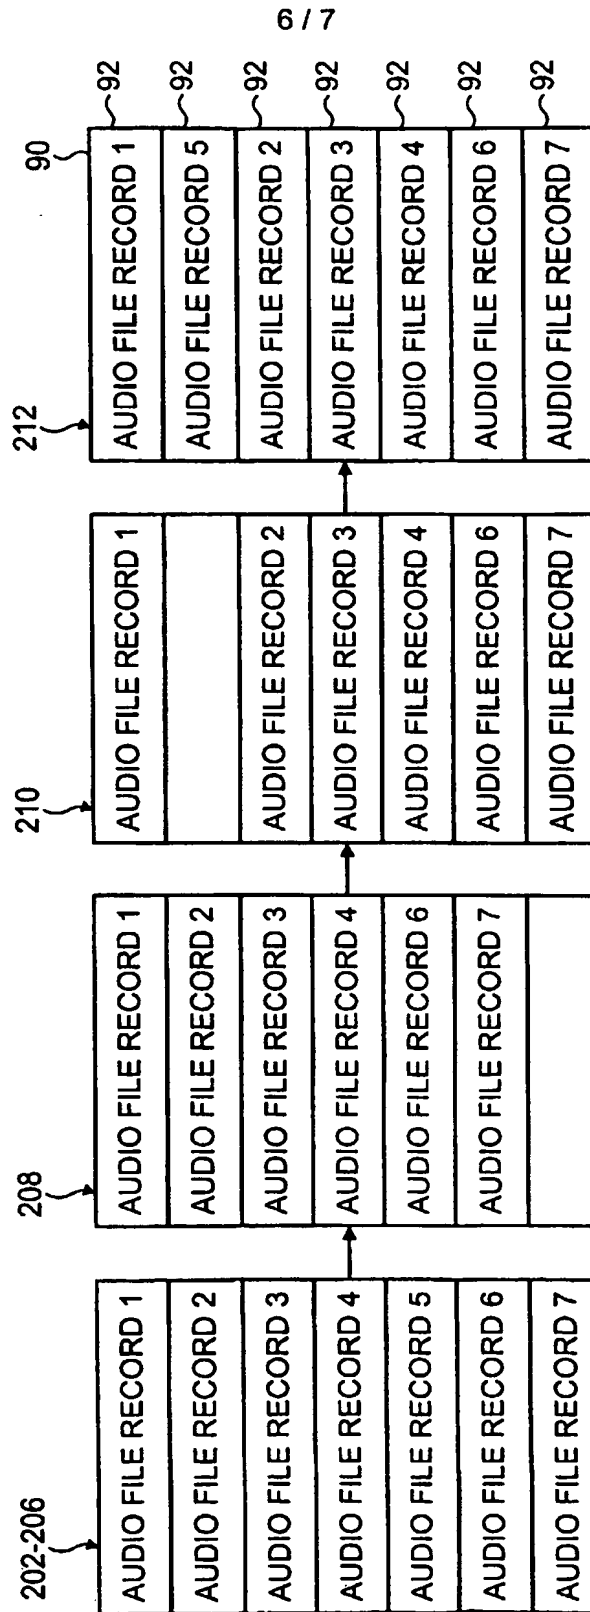 6 / 7
202-206
AUDIO FILE RECORD 1
AUDIO FILE RECORD 2
AUDIO FILE RECORD 3
AUDIO FILE RECORD 4
AUDIO FILE RECORD 5
AUDIO FILE RECORD 6
AUDIO FILE RECORD 7
208
AUDIO FILE RECORD 1
AUDIO FILE RECORD 2
AUDIO FILE RECORD 3
AUDIO FILE RECORD 4
AUDIO FILE RECORD 6
AUDIO FILE RECORD 7
210
AUDIO FILE RECORD 1
AUDIO FILE RECORD 2
AUDIO FILE RECORD 3
AUDIO FILE RECORD 4
AUDIO FILE RECORD 6
AUDIO FILE RECORD 7
212
90
AUDIO FILE RECORD 1 92
AUDIO FILE RECORD 5 92
AUDIO FILE RECORD 2 92
AUDIO FILE RECORD 3 92
AUDIO FILE RECORD 4 92
AUDIO FILE RECORD 6 92
AUDIO FILE RECORD 7 92